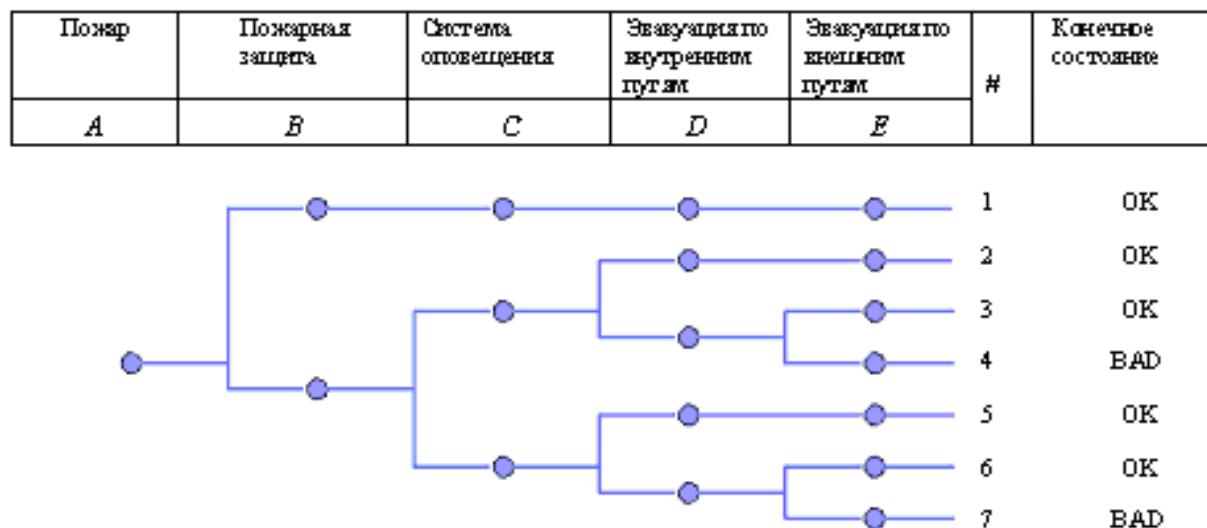 Пожар
Пожарная
защита
Система
оповещения
Эвакуация по
внутренним
путям
Эвакуация по
внешним
путям
#
Конечное
состояние
A
B
C
D
E
1 OK
2 OK
3 OK
4 BAD
5 OK
6 OK
7 BAD